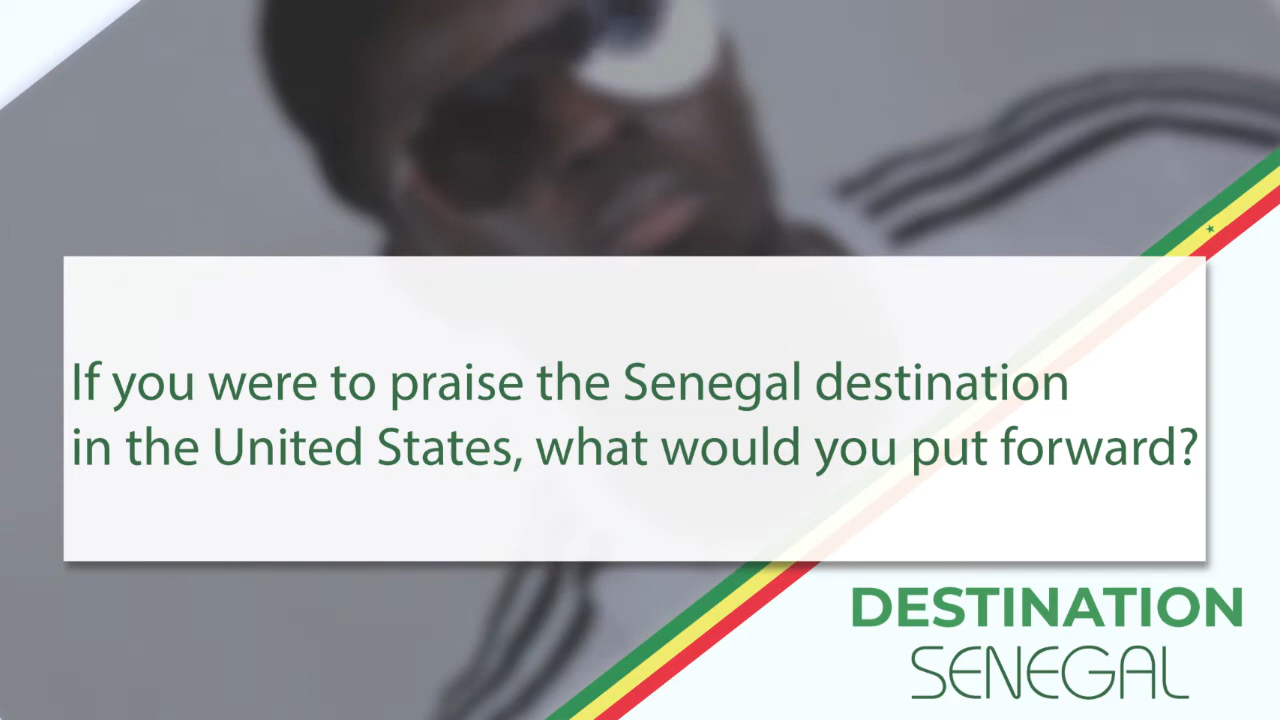 If you were to praise the Senegal destination
in the United States, what would you put forward?
DESTINATION
SENEGAL